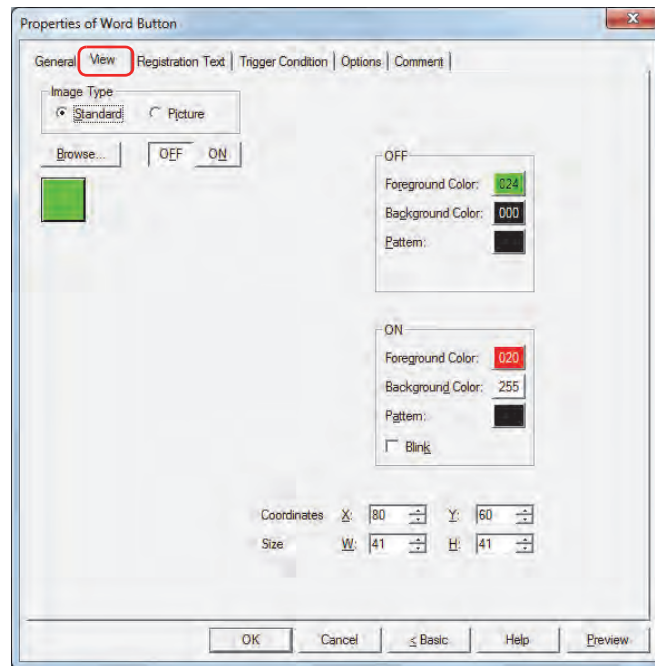 Properties of Word Button
General View Registration Text Trigger Condition Options Comment
Image Type
Standard Picture
Browse... OFF ON
OFF
Foreground Color: 024
Background Color: 000
Pattern:
ON
Foreground Color: 020
Background Color: 255
Pattern:
Blink
Coordinates X: 80 Y: 60
Size W: 41 H: 41
OK Cancel < Basic Help Preview